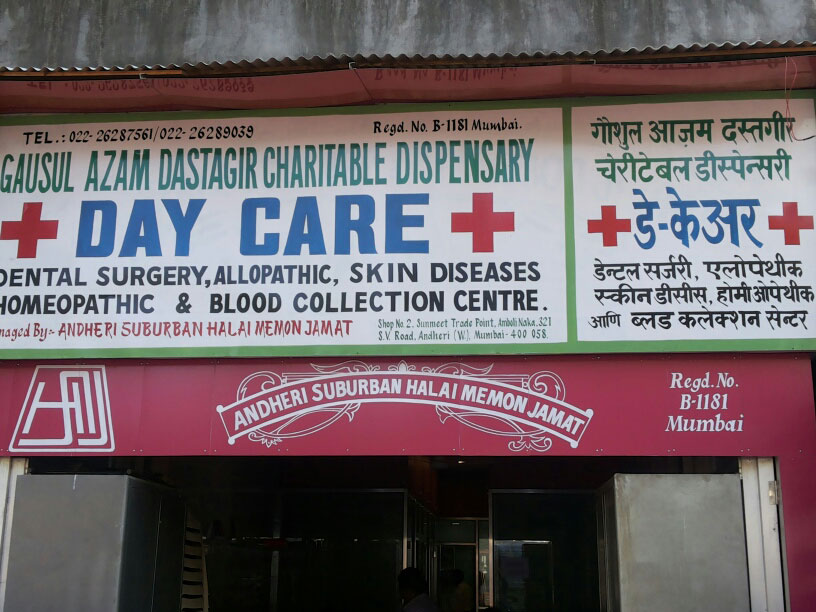 TEL.: 022- 26287561/022- 26289039
Regd. No. B-1181 Mumbai.
GAUSUL AZAM DASTAGIR CHARITABLE DISPENSARY
DAY CARE
DENTAL SURGERY, ALLOPATHIC, SKIN DISEASES
HOMEOPATHIC & BLOOD COLLECTION CENTRE.
naged By:- ANDHERI SUBURBAN HALAI MEMON JAMAT
Shop No 2. Sunmeet Trade Point, Amboli Naka, 321
S.V. Road, Andheri (W), Mumbai - 400 058.
गौशुल आज़म दस्तगीर
चेरीटेबल डीस्पेन्सरी
डे-केअर
डेन्टल सर्जरी, एलोपेथीक
स्कीन डीसीस, होमीओपेथीक
आणि ब्लड कलेक्शन सेन्टर
ANDHERI SUBURBAN HALAI MEMON JAMAT
Regd. No.
B-1181
Mumbai